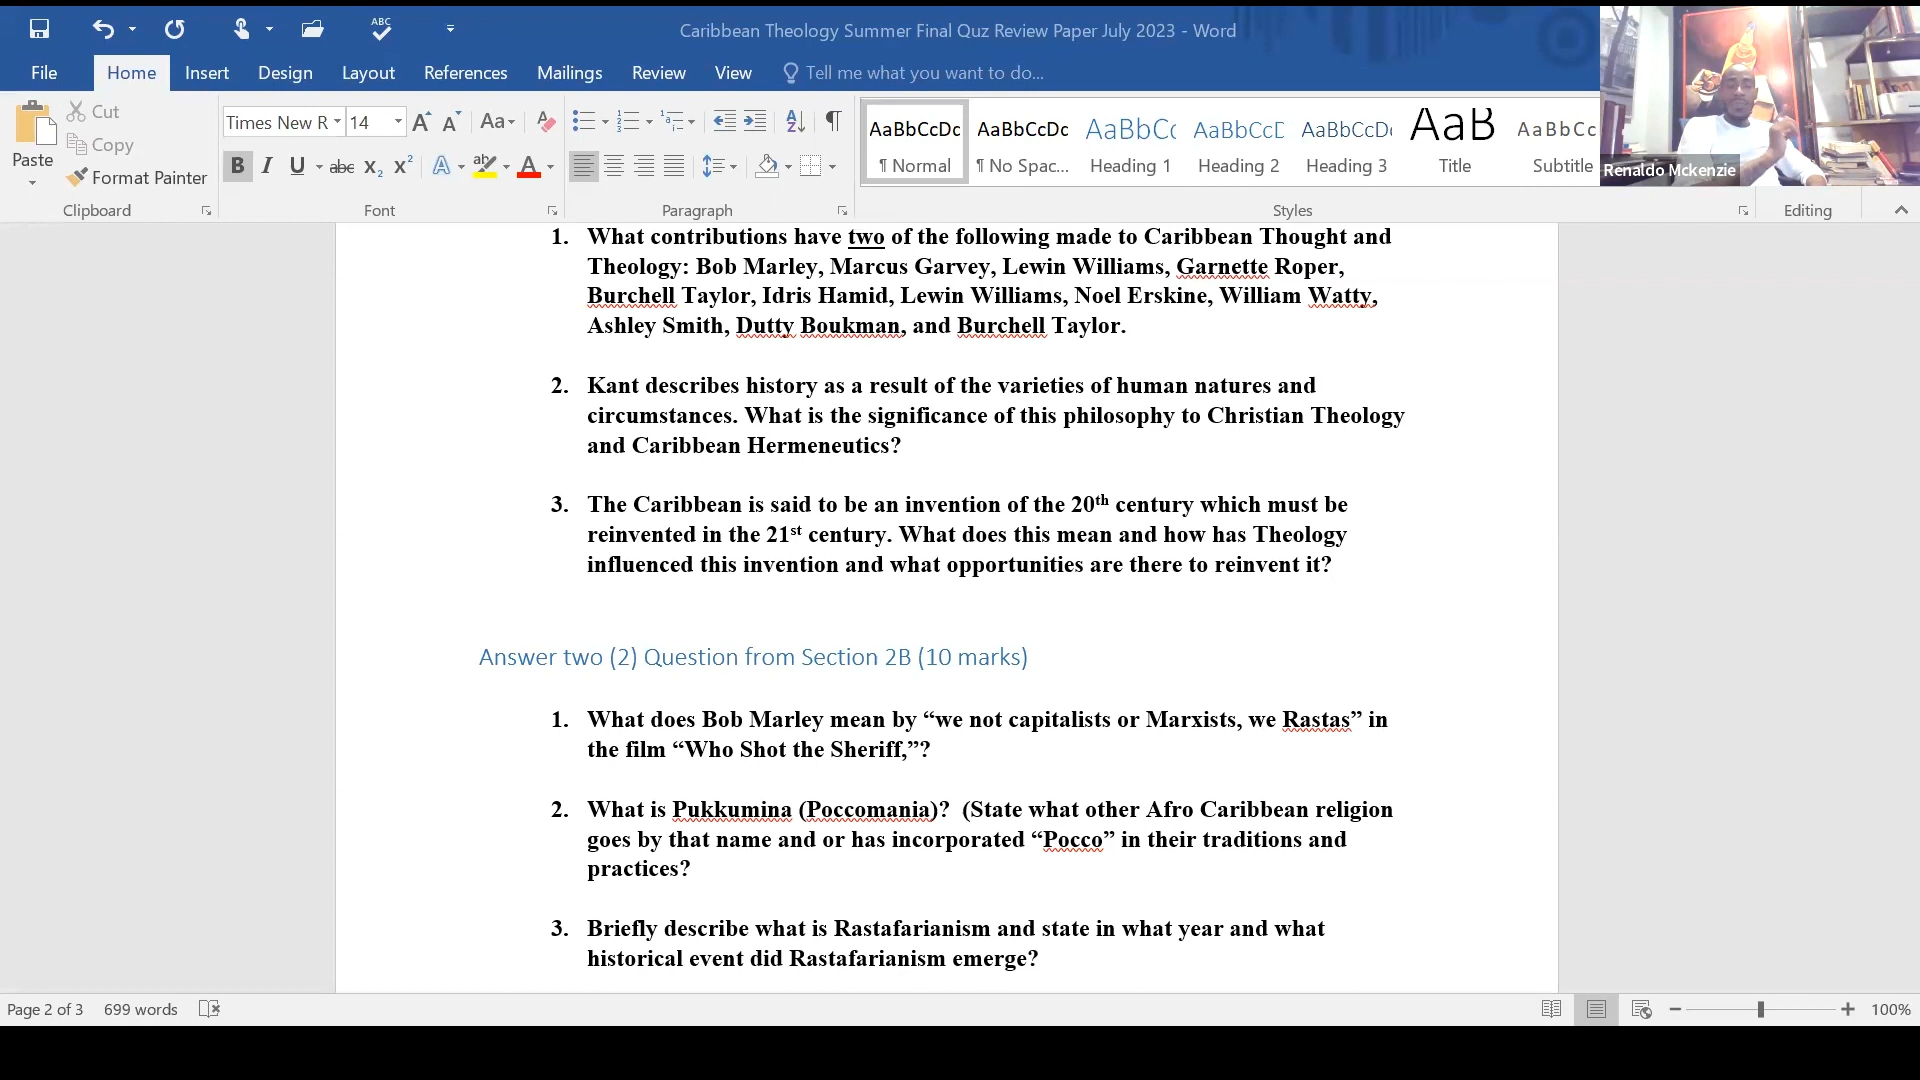 ABC
Caribbean Theology Summer Final Quz Review Paper July 2023 - Word
File Home Insert Design Layout References Mailings Review View Tell me what you want to do...
Paste
Cut
Copy
Format Painter
Clipboard
Times New R 14
Aa
B I U abc X₂ X² A ab A
Font
Paragraph
AaBbCcDc AaBbCcDc AaBbCc AaBbCcD AaBbCcDc AaB AaBbCc
¶ Normal ¶ No Spac... Heading 1 Heading 2 Heading 3 Title Subtitle
Styles
Editing
Renaldo Mckenzie
1. What contributions have two of the following made to Caribbean Thought and
Theology: Bob Marley, Marcus Garvey, Lewin Williams, Garnette Roper,
Burchell Taylor, Idris Hamid, Lewin Williams, Noel Erskine, William Watty,
Ashley Smith, Dutty Boukman, and Burchell Taylor.
2. Kant describes history as a result of the varieties of human natures and
circumstances. What is the significance of this philosophy to Christian Theology
and Caribbean Hermeneutics?
3. The Caribbean is said to be an invention of the 20th century which must be
reinvented in the 21st century. What does this mean and how has Theology
influenced this invention and what opportunities are there to reinvent it?
Answer two (2) Question from Section 2B (10 marks)
1. What does Bob Marley mean by “we not capitalists or Marxists, we Rastas” in
the film “Who Shot the Sheriff,”?
2. What is Pukkumina (Poccomania)? (State what other Afro Caribbean religion
goes by that name and or has incorporated “Pocco” in their traditions and
practices?
3. Briefly describe what is Rastafarianism and state in what year and what
historical event did Rastafarianism emerge?
Page 2 of 3 699 words 100%